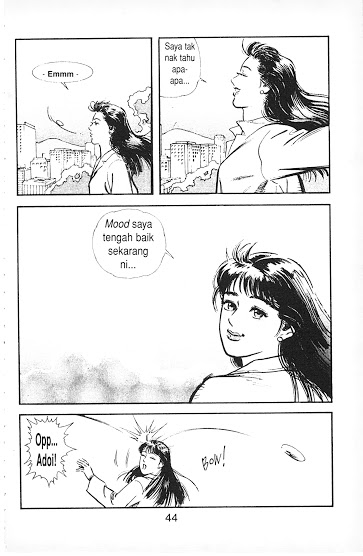 - Emmm -
Saya tak
nak tahu
apa-
apa...
Mood saya
tengah baik
sekarang
ni...
Opp...
Adoi!
BOW!
44